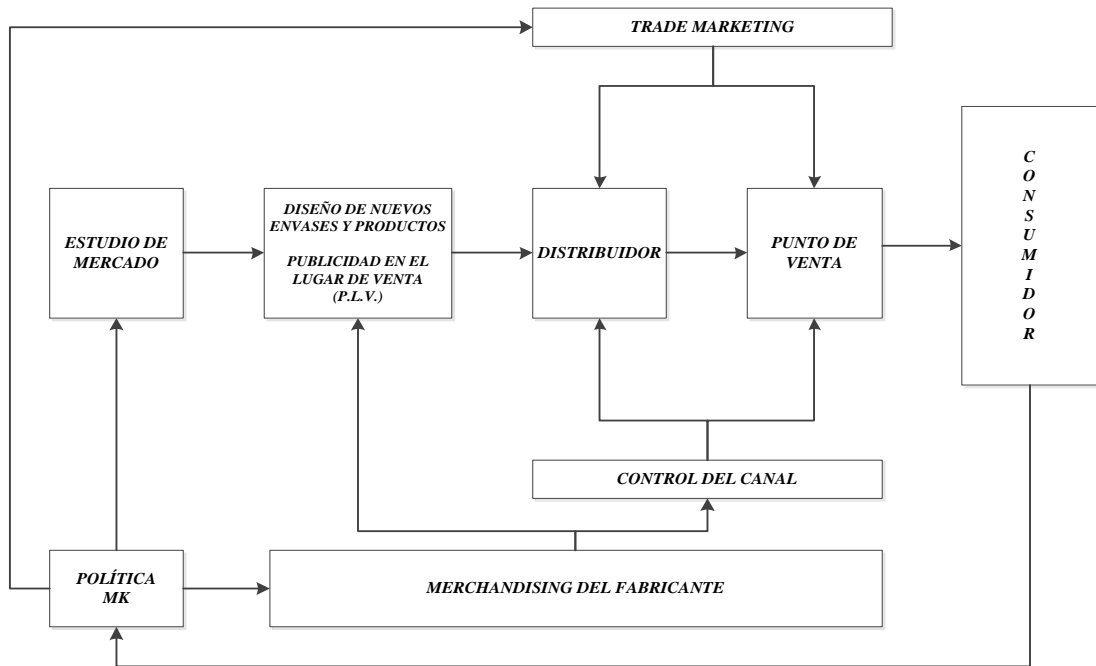 TRADE MARKETING
ESTUDIO DE
MERCADO
DISEÑO DE NUEVOS
ENVASES Y PRODUCTOS
PUBLICIDAD EN EL
LUGAR DE VENTA
(P.L.V.)
DISTRIBUIDOR
PUNTO DE
VENTA
C
O
N
S
U
M
I
D
O
R
CONTROL DEL CANAL
POLÍTICA
MK
MERCHANDISING DEL FABRICANTE